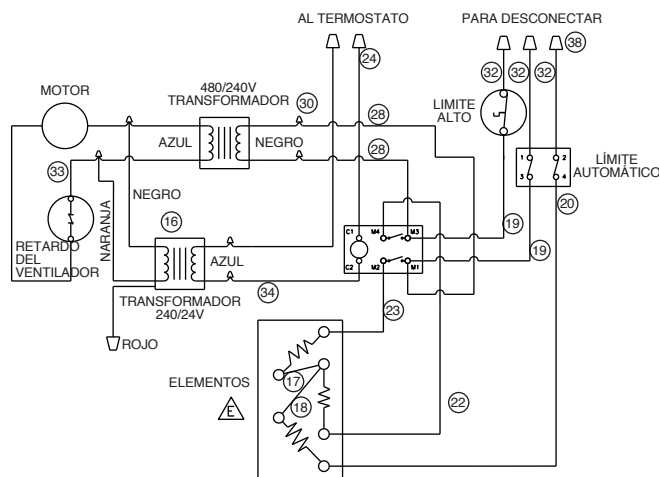 AL TERMOSTATO
PARA DESCONECTAR
24
38
32
32
32
480/240V
TRANSFORMADOR
30
MOTOR
LIMITE
ALTO
28
AZUL
NEGRO
28
1
2
3
4
LÍMITE
AUTOMÁTICO
33
NEGRO
NARANJA
16
20
19
19
C1
M4
M3
C2
M2
M1
RETARDO
DEL
VENTILADOR
AZUL
TRANSFORMADOR
240/24V
34
23
ROJO
ELEMENTOS
17
18
E
22